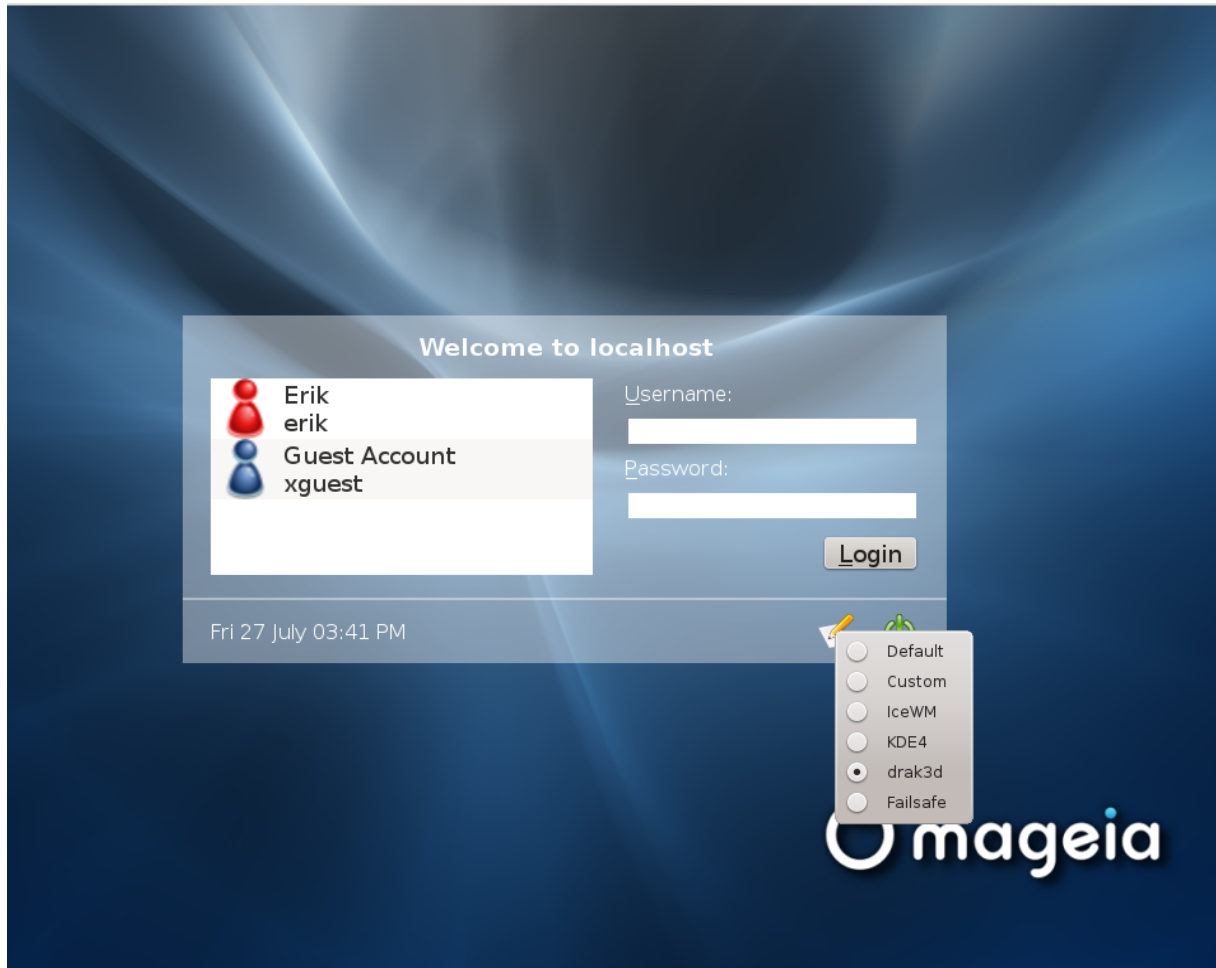 Welcome to localhost
Erik
erik
Guest Account
xguest
Username:
Password:
Login
Fri 27 July 03:41 PM
Default
Custom
IceWM
KDE4
drak3d
Failsafe
mageia